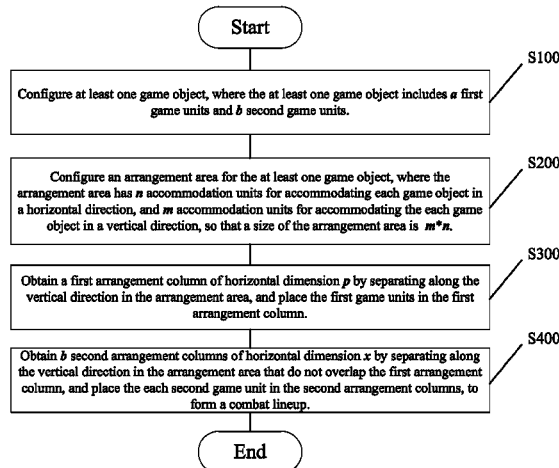 Start
S100
Configure at least one game object, where the at least one game object includes a first
game units and b second game units.
S200
Configure an arrangement area for the at least one game object, where the
arrangement area has n accommodation units for accommodating each game object in
a horizontal direction, and m accommodation units for accommodating the each game
object in a vertical direction, so that a size of the arrangement area is m*n.
S300
Obtain a first arrangement column of horizontal dimension p by separating along the
vertical direction in the arrangement area, and place the first game units in the first
arrangement column.
S400
Obtain b second arrangement columns of horizontal dimension x by separating along
the vertical direction in the arrangement area that do not overlap the first arrangement
column, and place the each second game unit in the second arrangement columns, to
form a combat lineup.
End